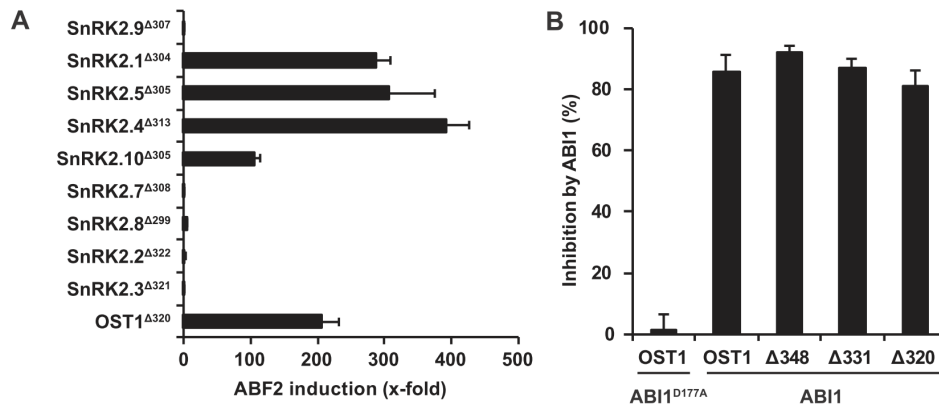 A
SnRK2.9Δ307
SnRK2.1Δ304
SnRK2.5Δ305
SnRK2.4Δ313
SnRK2.10Δ305
SnRK2.7Δ308
SnRK2.8Δ299
SnRK2.2Δ322
SnRK2.3Δ321
OST1Δ320
0 100 200 300 400 500
ABF2 induction (x-fold)
B
Inhibition by ABI1 (%)
100
80
60
40
20
0
OST1 OST1 Δ348 Δ331 Δ320
ABI1D177A ABI1